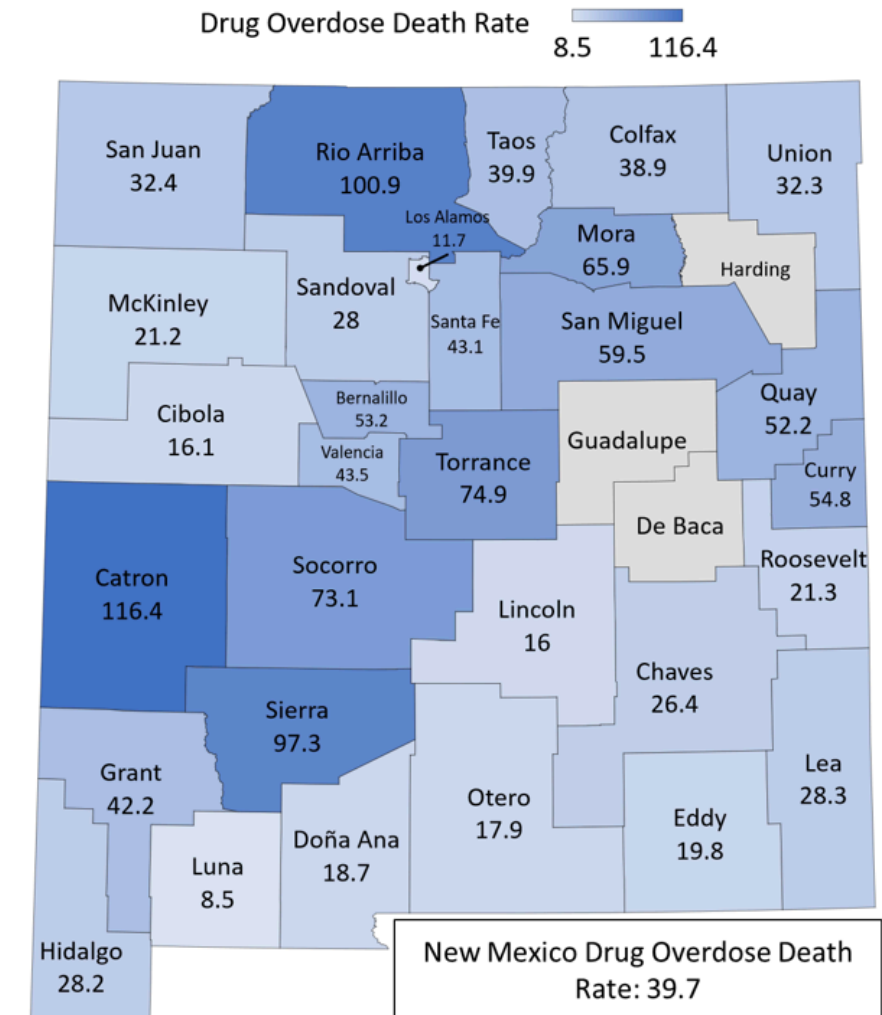 Drug Overdose Death Rate
8.5 116.4
San Juan
32.4
Rio Arriba
100.9
Taos
39.9
Colfax
38.9
Union
32.3
Los Alamos
11.7
Mora
65.9
Harding
McKinley
21.2
Sandoval
28
Santa Fe
43.1
San Miguel
59.5
Quay
52.2
Cibola
16.1
Bernalillo
53.2
Valencia
43.5
Torrance
74.9
Guadalupe
Curry
54.8
De Baca
Catron
116.4
Socorro
73.1
Lincoln
16
Roosevelt
21.3
Chaves
26.4
Sierra
97.3
Grant
42.2
Lea
28.3
Otero
17.9
Eddy
19.8
Doña Ana
18.7
Luna
8.5
Hidalgo
28.2
New Mexico Drug Overdose Death
Rate: 39.7